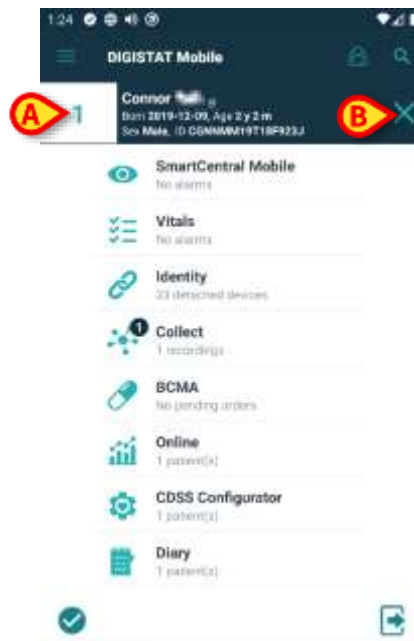 1:24
DIGISTAT Mobile
A
1
Connor
B
Born 2019-12-09, Age 2 y 2 m
Sex Male, ID
SmartCentral Mobile
No alarms
Vitals
No alarms
Identity
23 detached devices
1
Collect
1 recordings
BCMA
No pending orders
Online
1 patient(s)
CDSS Configurator
1 patient(s)
Diary
1 patient(s)